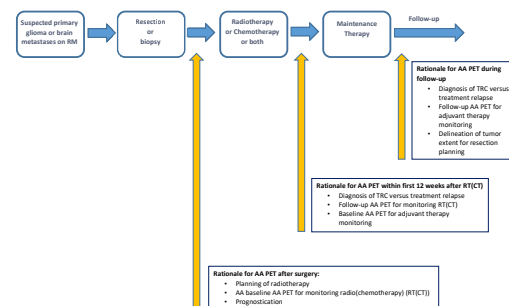 Suspected primary
glioma or brain
metastases on RM
Resection
or
biopsy
Radiotherapy
or Chemotherapy
or both
Maintenance
Therapy
Follow-up
Rationale for AA PET during
follow-up
• Diagnosis of TRC versus
treatment relapse
• Follow-up AA PET for
adjuvant therapy
monitoring
• Delineation of tumor
extent for resection
planning
Rationale for AA PET within first 12 weeks after RT(CT)
• Diagnosis of TRC versus treatment relapse
• Follow-up AA PET for monitoring RT(CT)
• Baseline AA PET for adjuvant therapy
monitoring
Rationale for AA PET after surgery:
• Planning of radiotherapy
• AA baseline AA PET for monitoring radio(chemotherapy) (RT(CT))
• Prognostication